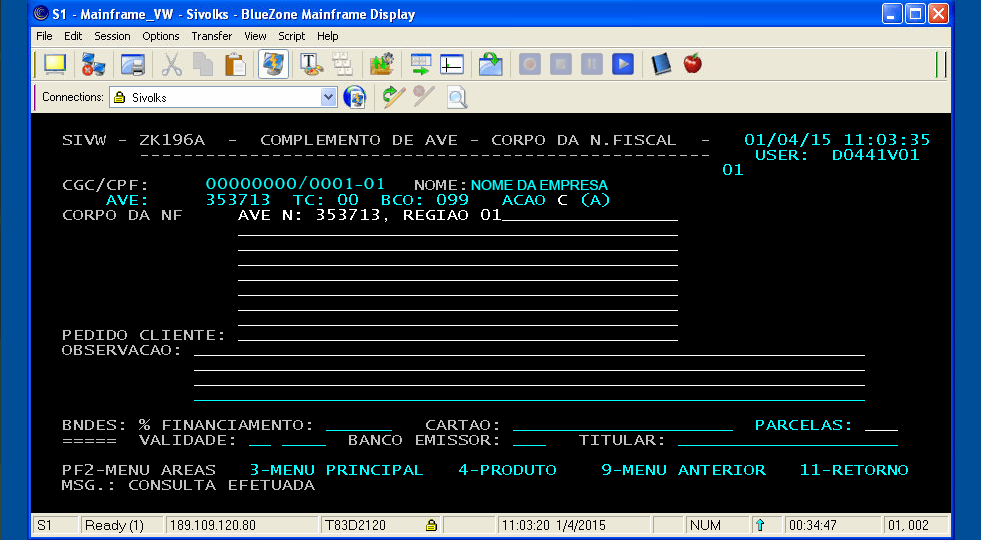 S1 - Mainframe_VW - Sivolks - BlueZone Mainframe Display
File Edit Session Options Transfer View Script Help
Connections: Sivolks
SIVW - ZK196A - COMPLEMENTO DE AVE - CORPO DA N.FISCAL - 01/04/15 11:03:35
---------------------------------------------------- USER: D0441V01
01
CGC/CPF: 00000000/0001-01 NOME: NOME DA EMPRESA
AVE: 353713 TC: 00 BCO: 099 ACAO C (A)
CORPO DA NF AVE N: 353713, REGIAO 01
PEDIDO CLIENTE:
OBSERVACAO:
BNDES: % FINANCIAMENTO: ______ CARTAO: ____________________ PARCELAS: ___
===== VALIDADE: __ ____ BANCO EMISSOR: ___ TITULAR: ____________________
PF2-MENU AREAS 3-MENU PRINCIPAL 4-PRODUTO 9-MENU ANTERIOR 11-RETORNO
MSG.: CONSULTA EFETUADA
S1 Ready (1) 189.109.120.80 T83D2120 11:03:20 1/4/2015 NUM 00:34:47 01, 002